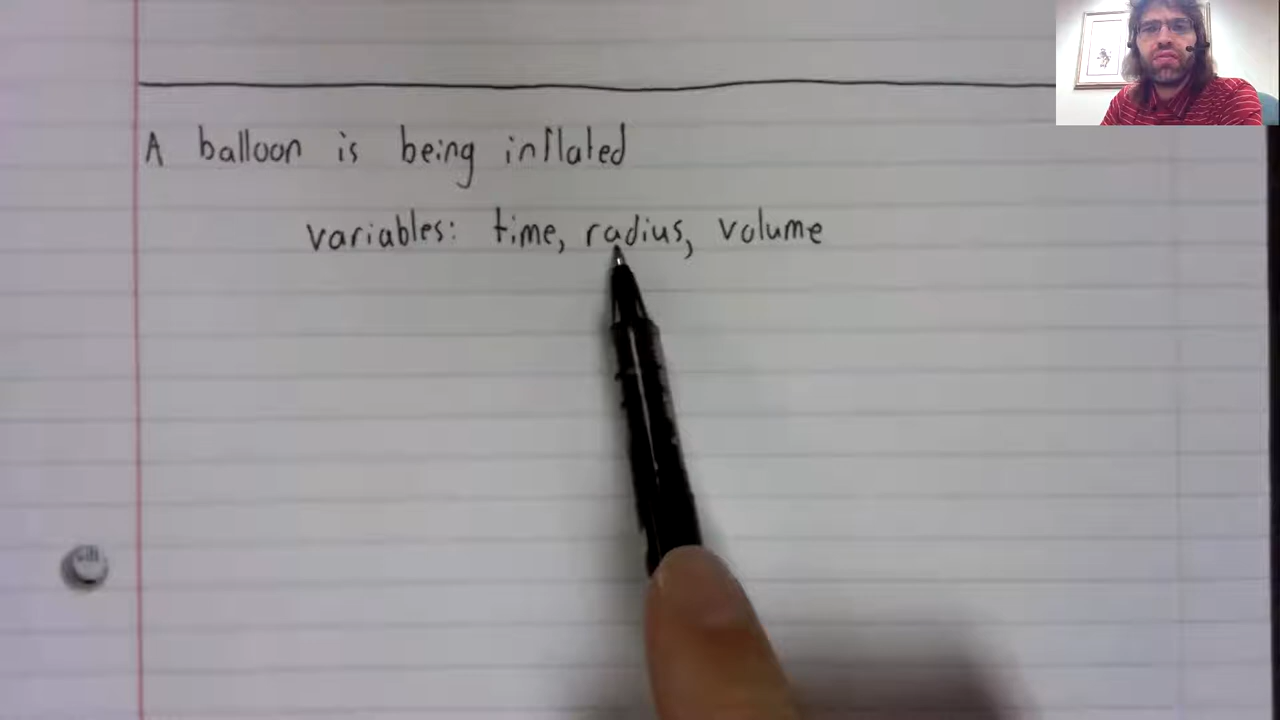 A balloon is being inflated
variables: time, radius, volume